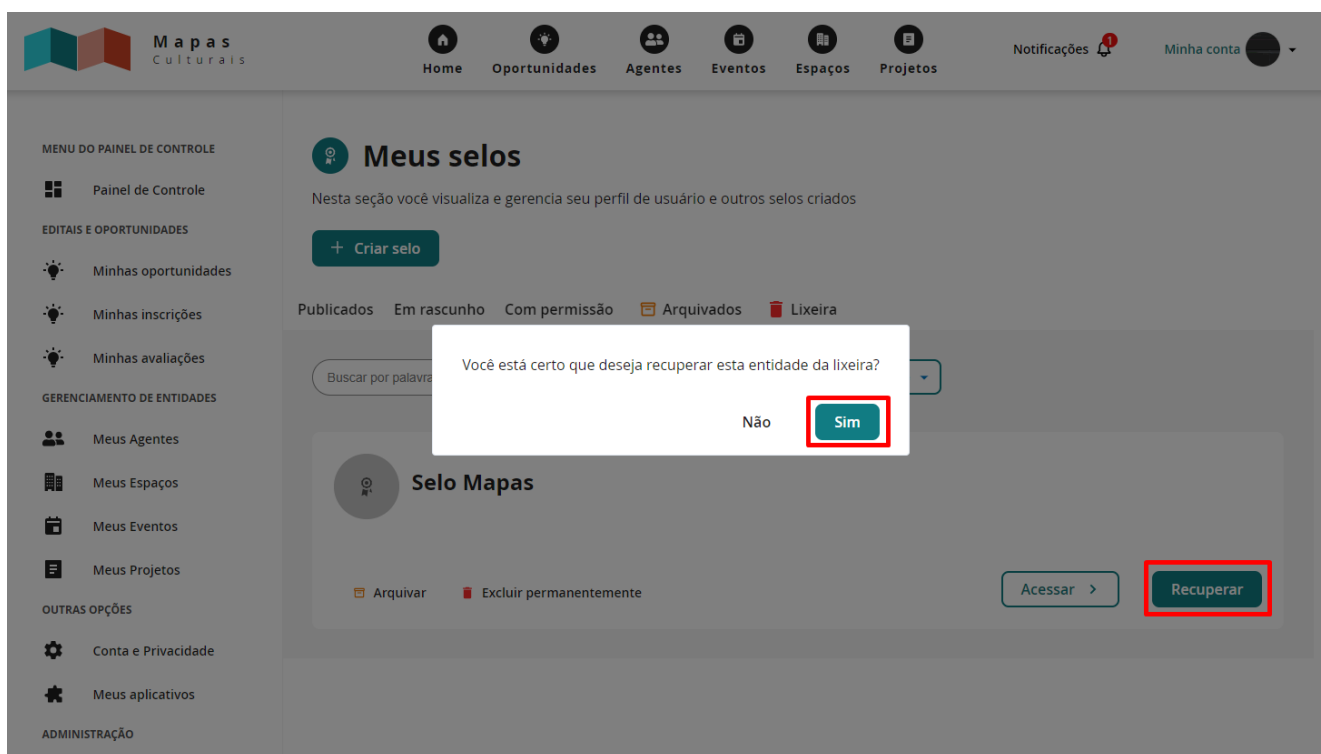 Mapas
Culturais
Home
Oportunidades
Agentes
Eventos
Espaços
Projetos
Notificações
1
Minha conta
MENU DO PAINEL DE CONTROLE
Painel de Controle
EDITAIS E OPORTUNIDADES
Minhas oportunidades
Minhas inscrições
Minhas avaliações
GERENCIAMENTO DE ENTIDADES
Meus Agentes
Meus Espaços
Meus Eventos
Meus Projetos
OUTRAS OPÇÕES
Conta e Privacidade
Meus aplicativos
ADMINISTRAÇÃO
Meus selos
Nesta seção você visualiza e gerencia seu perfil de usuário e outros selos criados
+ Criar selo
Publicados Em rascunho Com permissão Arquivados Lixeira
Buscar por
Você está certo que deseja recuperar esta entidade da lixeira?
Não Sim
Selo Mapas
Arquivar Excluir permanentemente Acessar > Recuperar